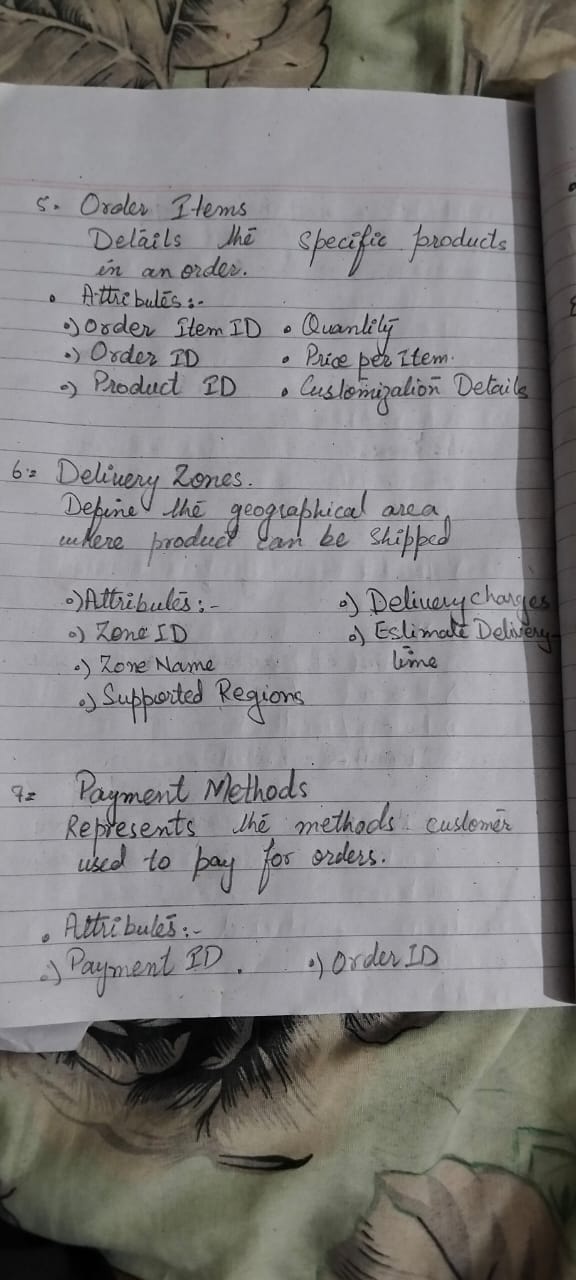 5. Order Items
Details the specific products
in an order.
• Attributes:-
•) Order Item ID • Quantity
•) Order ID • Price per Item.
•) Product ID • Customization Details
6:= Delivery Zones.
Define the geographical area
where product can be shipped
•) Attributes:- •) Delivery charges
•) Zone ID •) Estimate Delivery-
•) Zone Name time
•) Supported Regions
7= Payment Methods
Represents the methods customer
used to pay for orders.
• Attributes:-
•) Payment ID. •) Order ID